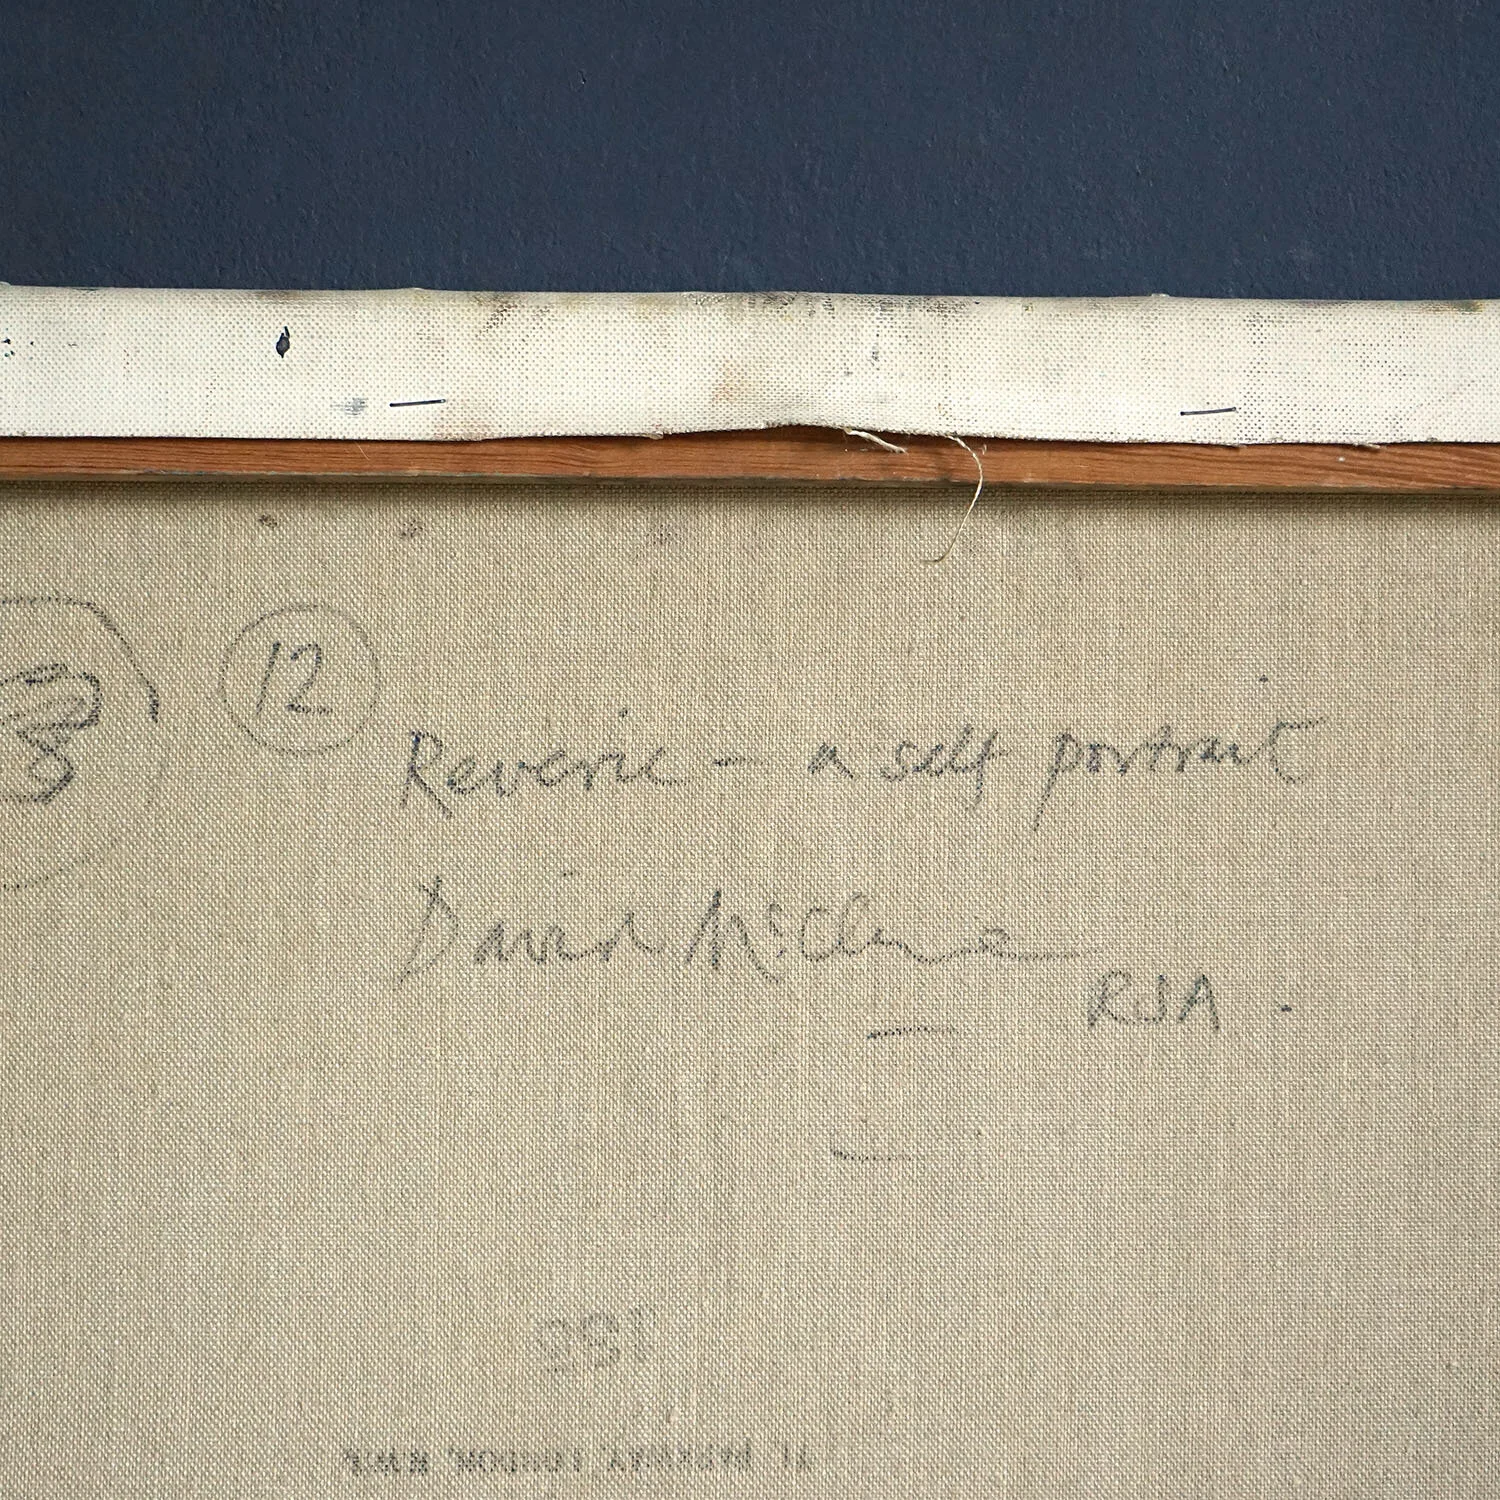 12
Reverie - a self portrait
David McClure
RSA.